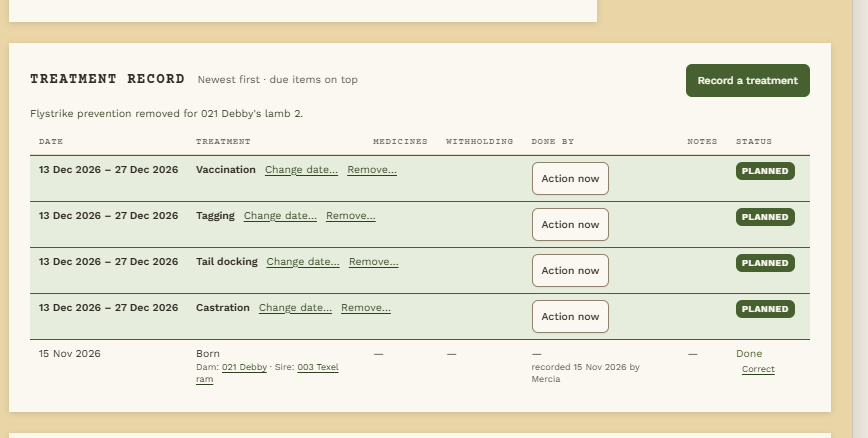 TREATMENT RECORD Newest first · due items on top Record a treatment
Flystrike prevention removed for 021 Debby's lamb 2.
DATE TREATMENT MEDICINES WITHHOLDING DONE BY NOTES STATUS
13 Dec 2026 – 27 Dec 2026 Vaccination Change date... Remove... Action now PLANNED
13 Dec 2026 – 27 Dec 2026 Tagging Change date... Remove... Action now PLANNED
13 Dec 2026 – 27 Dec 2026 Tail docking Change date... Remove... Action now PLANNED
13 Dec 2026 – 27 Dec 2026 Castration Change date... Remove... Action now PLANNED
15 Nov 2026 Born — — — — Done
Dam: 021 Debby · Sire: 003 Texel recorded 15 Nov 2026 by Correct
ram Mercia